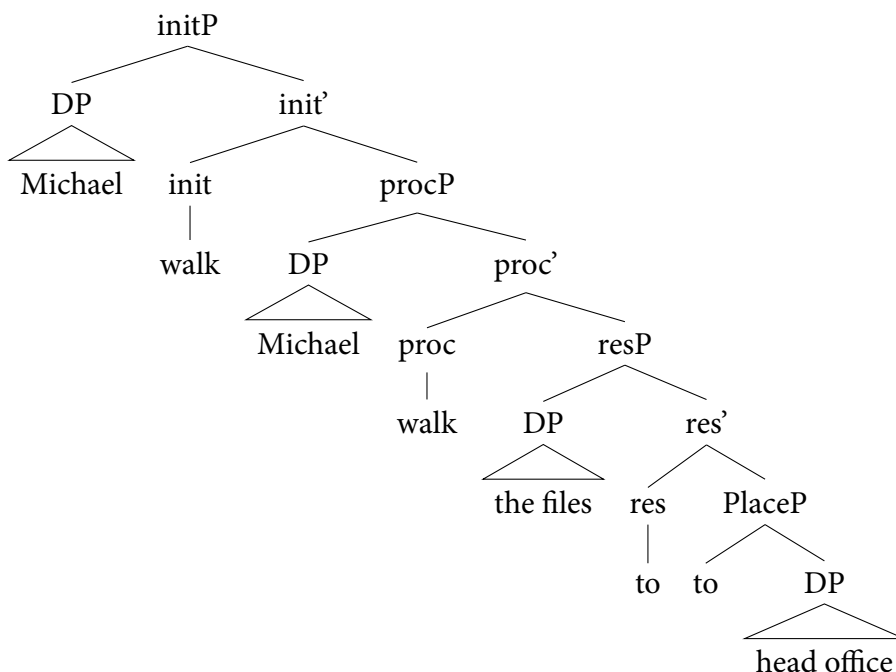 initP
DP init’
Michael init procP
walk DP proc’
Michael proc resP
walk DP res’
the files res PlaceP
to to DP
head office